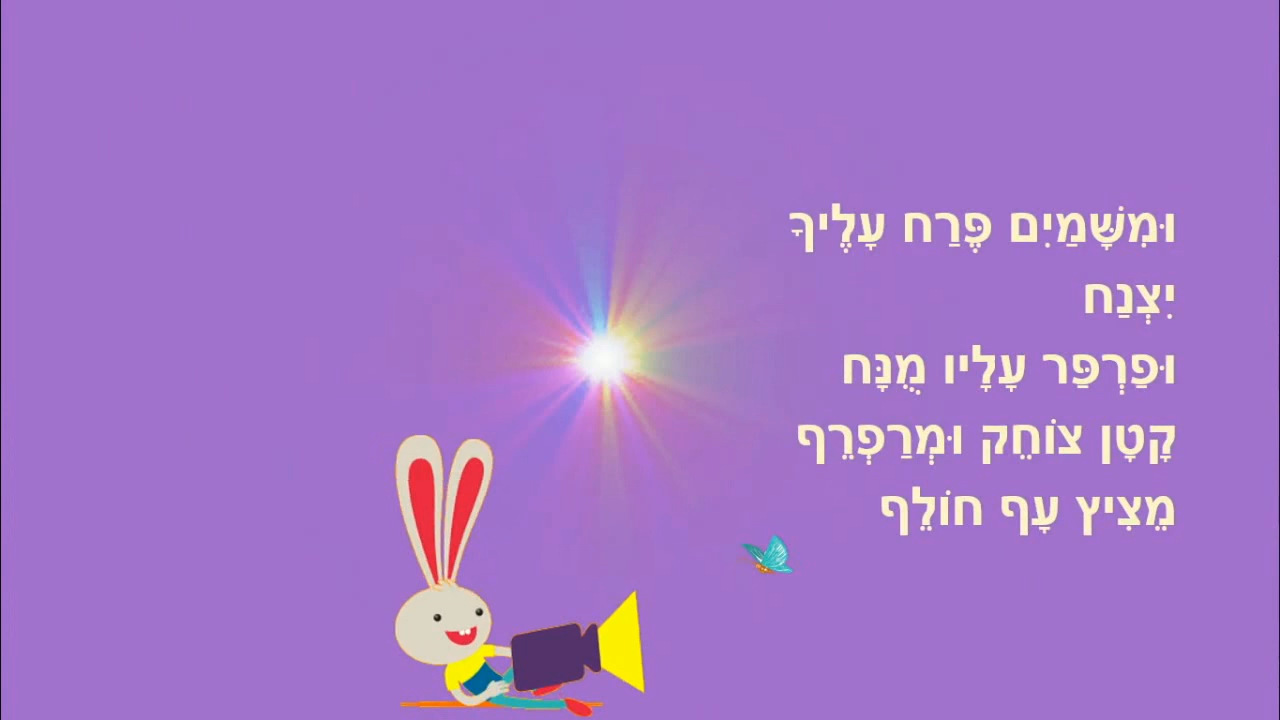 וּמִשָּׁמַיִם פֶּרַח עָלֶיךָ
יִצְנַח
וּפַרְפַּר עָלָיו מֻנָּח
קָטָן צוֹחֵק וּמְרַפְרֵף
מֵצִיץ עָף חוֹלֵף